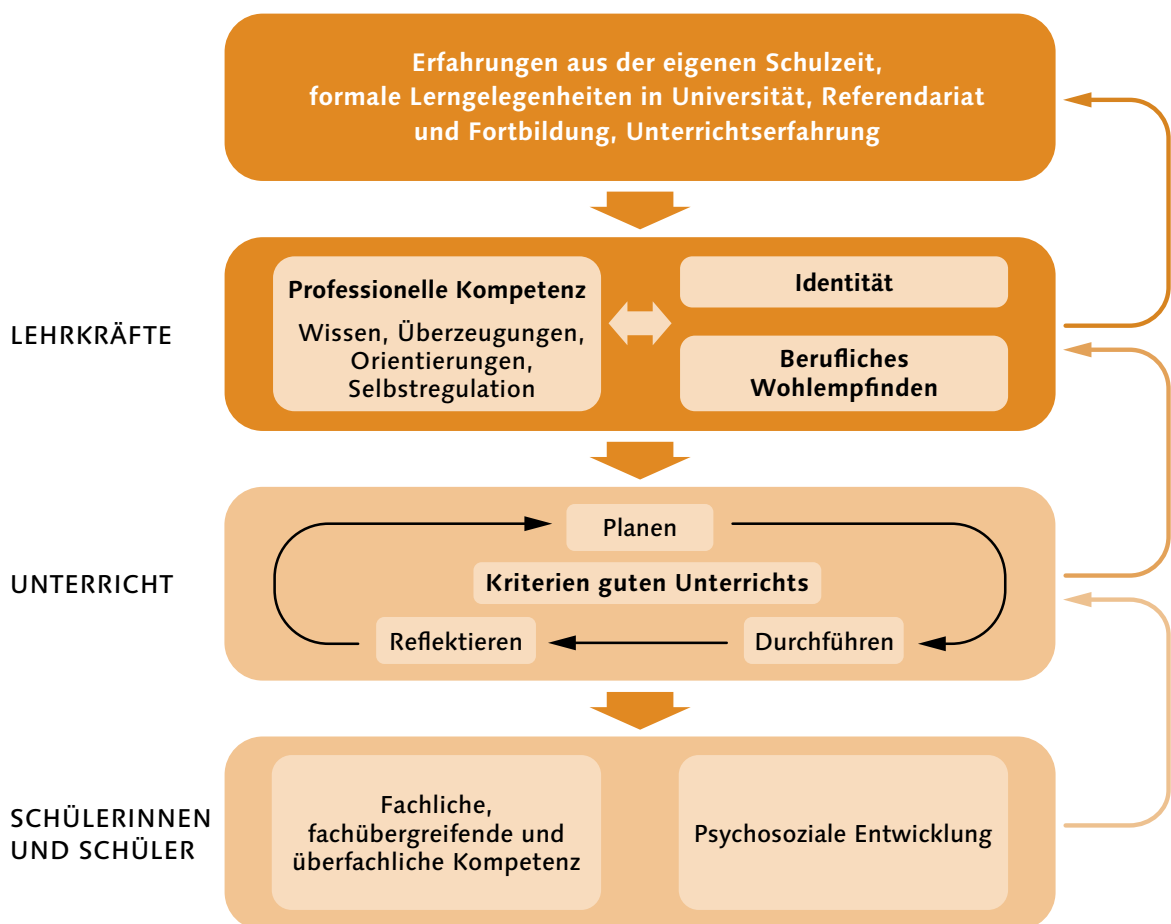 Erfahrungen aus der eigenen Schulzeit,
formale Lerngelegenheiten in Universität, Referendariat
und Fortbildung, Unterrichtserfahrung
LEHRKRÄFTE
Professionelle Kompetenz
Wissen, Überzeugungen,
Orientierungen,
Selbstregulation
Identität
Berufliches
Wohlempfinden
UNTERRICHT
Planen
Kriterien guten Unterrichts
Reflektieren
Durchführen
SCHÜLERINNEN
UND SCHÜLER
Fachliche,
fachübergreifende und
überfachliche Kompetenz
Psychosoziale Entwicklung